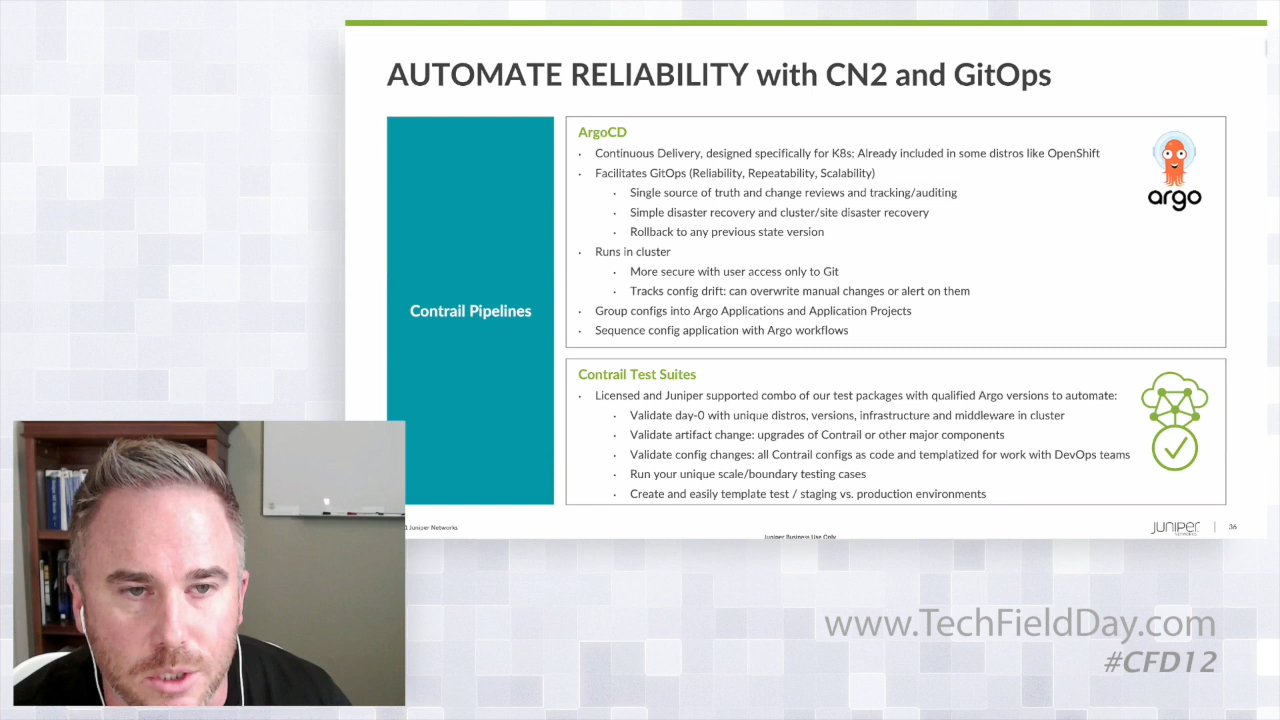 AUTOMATE RELIABILITY with CN2 and GitOps
Contrail Pipelines
ArgoCD
· Continuous Delivery, designed specifically for K8s; Already included in some distros like OpenShift
· Facilitates GitOps (Reliability, Repeatability, Scalability)
· Single source of truth and change reviews and tracking/auditing
· Simple disaster recovery and cluster/site disaster recovery
· Rollback to any previous state version
· Runs in cluster
· More secure with user access only to Git
· Tracks config drift: can overwrite manual changes or alert on them
· Group configs into Argo Applications and Application Projects
· Sequence config application with Argo workflows
argo
Contrail Test Suites
· Licensed and Juniper supported combo of our test packages with qualified Argo versions to automate:
· Validate day-0 with unique distros, versions, infrastructure and middleware in cluster
· Validate artifact change: upgrades of Contrail or other major components
· Validate config changes: all Contrail configs as code and templatized for work with DevOps teams
· Run your unique scale/boundary testing cases
· Create and easily template test / staging vs. production environments
1 Juniper Networks
Juniper Business Use Only
JUNIPER
NETWORKS
36
www.TechFieldDay.com
#CFD12